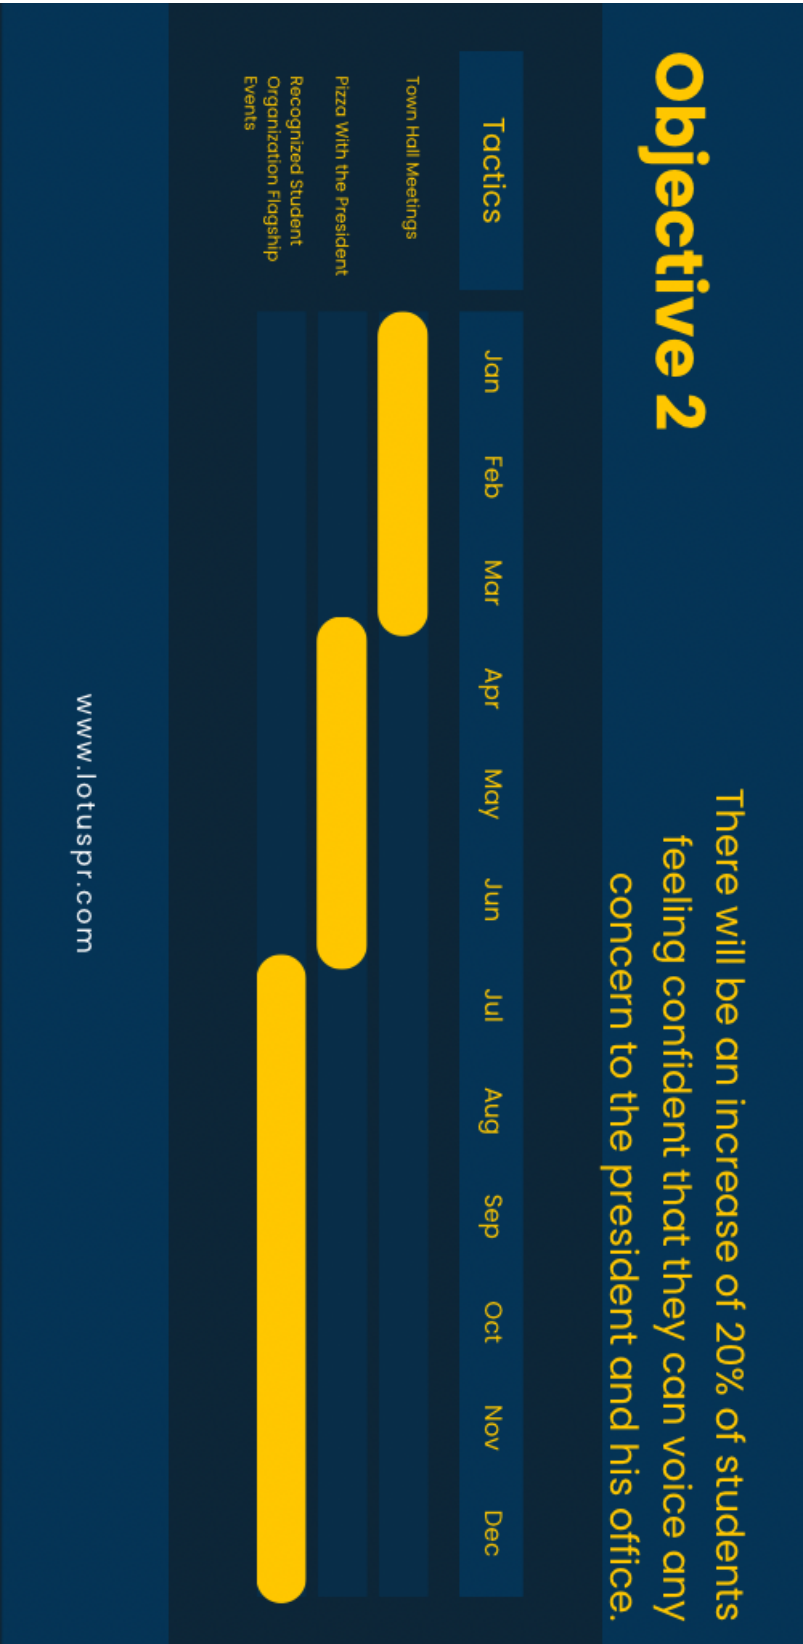 Objective 2
There will be an increase of 20% of students
feeling confident that they can voice any
concern to the president and his office.
Tactics
Jan Feb Mar Apr May Jun Jul Aug Sep Oct Nov Dec
Town Hall Meetings
Pizza With the President
Recognized Student
Organization Flagship
Events
www.lotuspr.com